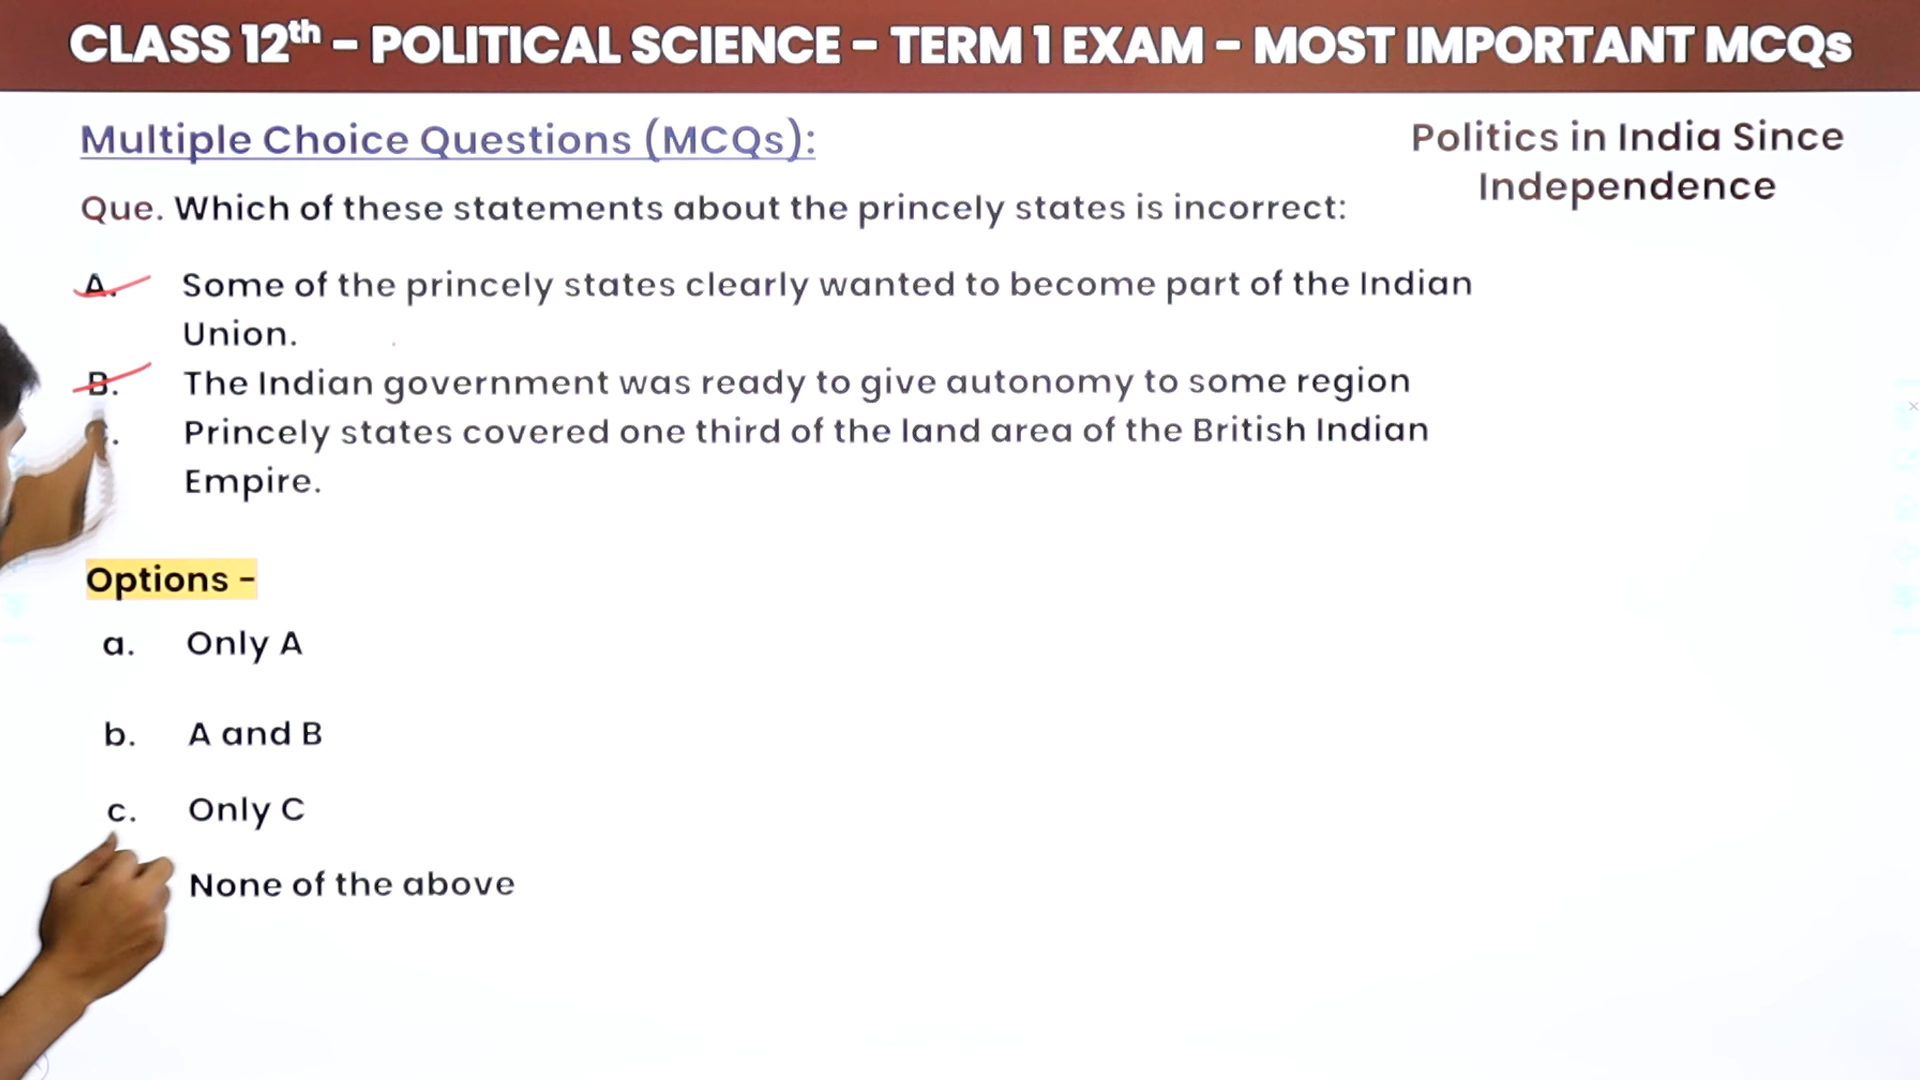 CLASS 12th – POLITICAL SCIENCE – TERM 1 EXAM – MOST IMPORTANT MCQs
Multiple Choice Questions (MCQs):
Politics in India Since
Independence
Que. Which of these statements about the princely states is incorrect:
A. Some of the princely states clearly wanted to become part of the Indian
Union.
B. The Indian government was ready to give autonomy to some region
Princely states covered one third of the land area of the British Indian
Empire.
Options -
a. Only A
b. A and B
c. Only C
None of the above